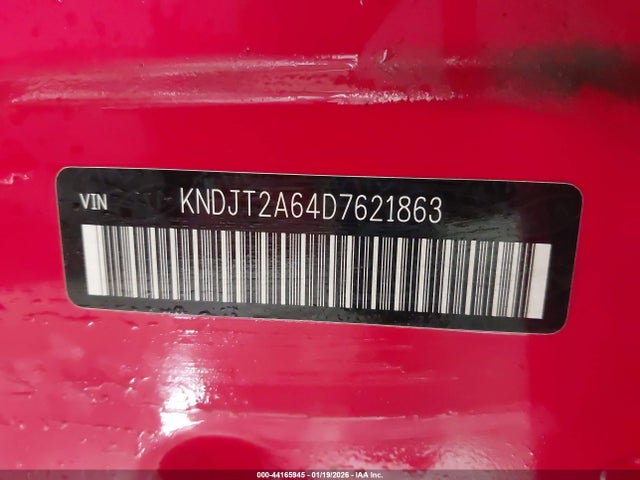 VIN
KNDJT2A64D7621863
000-44165945 - 01/19/2026 - IAA Inc.